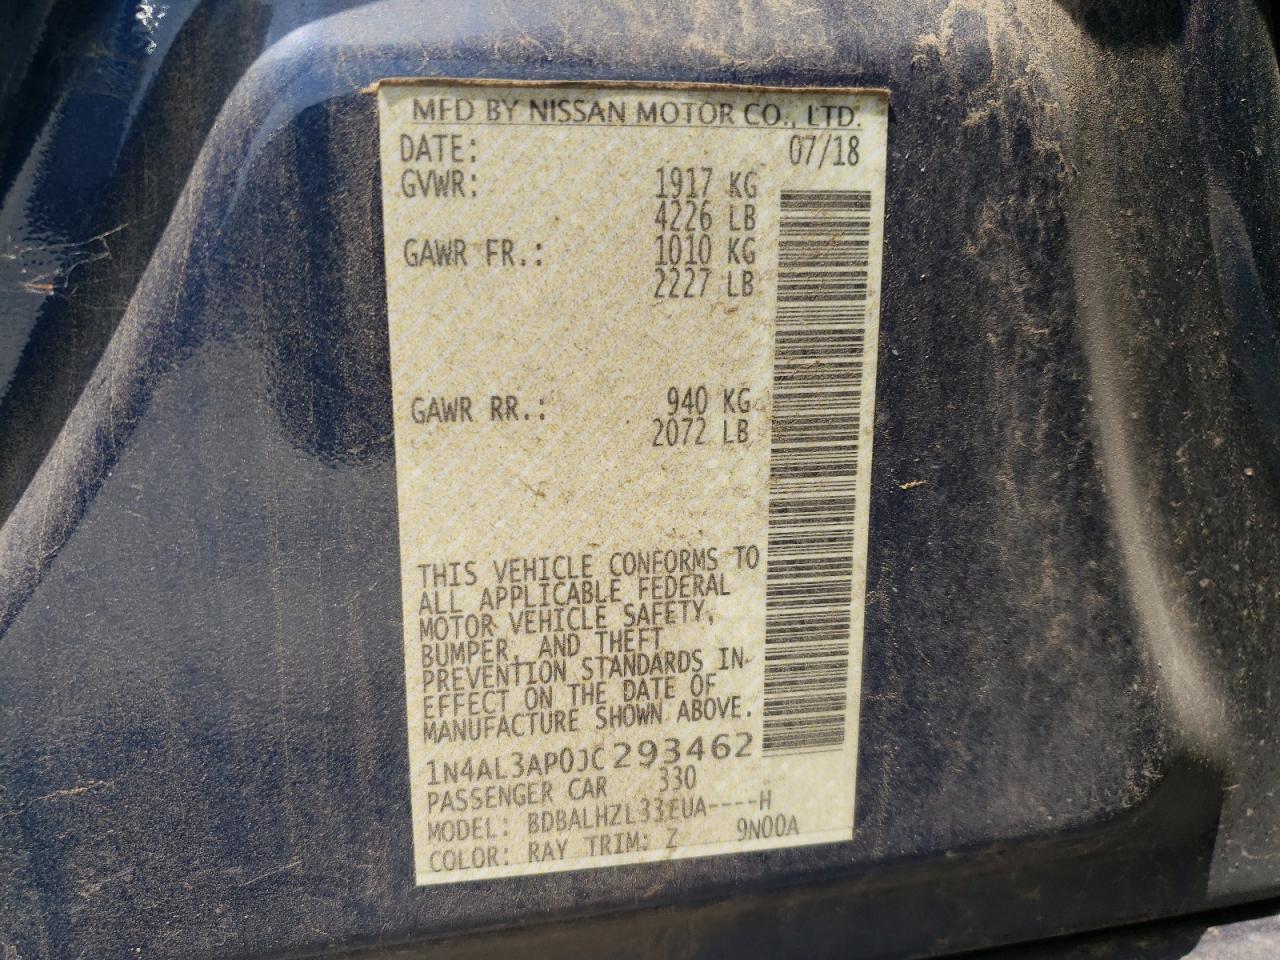 MFD BY NISSAN MOTOR CO., LTD.
DATE: 07/18
GVWR: 1917 KG
4226 LB
GAWR FR.: 1010 KG
2227 LB
GAWR RR.: 940 KG
2072 LB
THIS VEHICLE CONFORMS TO
ALL APPLICABLE FEDERAL
MOTOR VEHICLE SAFETY,
BUMPER, AND THEFT
PREVENTION STANDARDS IN
EFFECT ON THE DATE OF
MANUFACTURE SHOWN ABOVE.
1N4AL3AP0JC293462
PASSENGER CAR 330
MODEL: BDBALHZL33EUA----H
COLOR: RAY TRIM: Z 9N00A